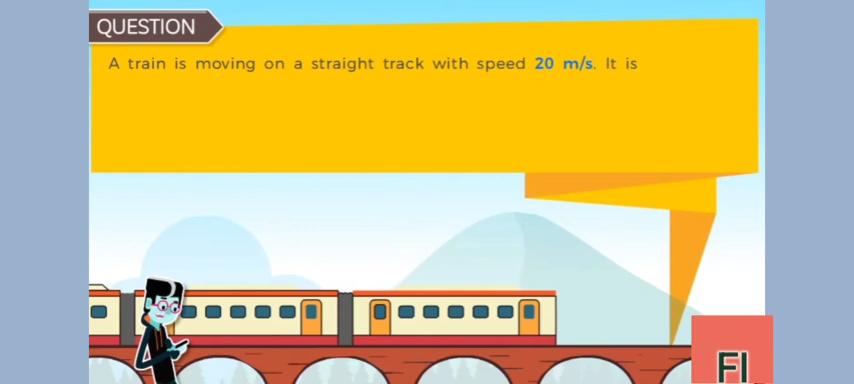 QUESTION
A train is moving on a straight track with speed 20 m/s. It is
FI